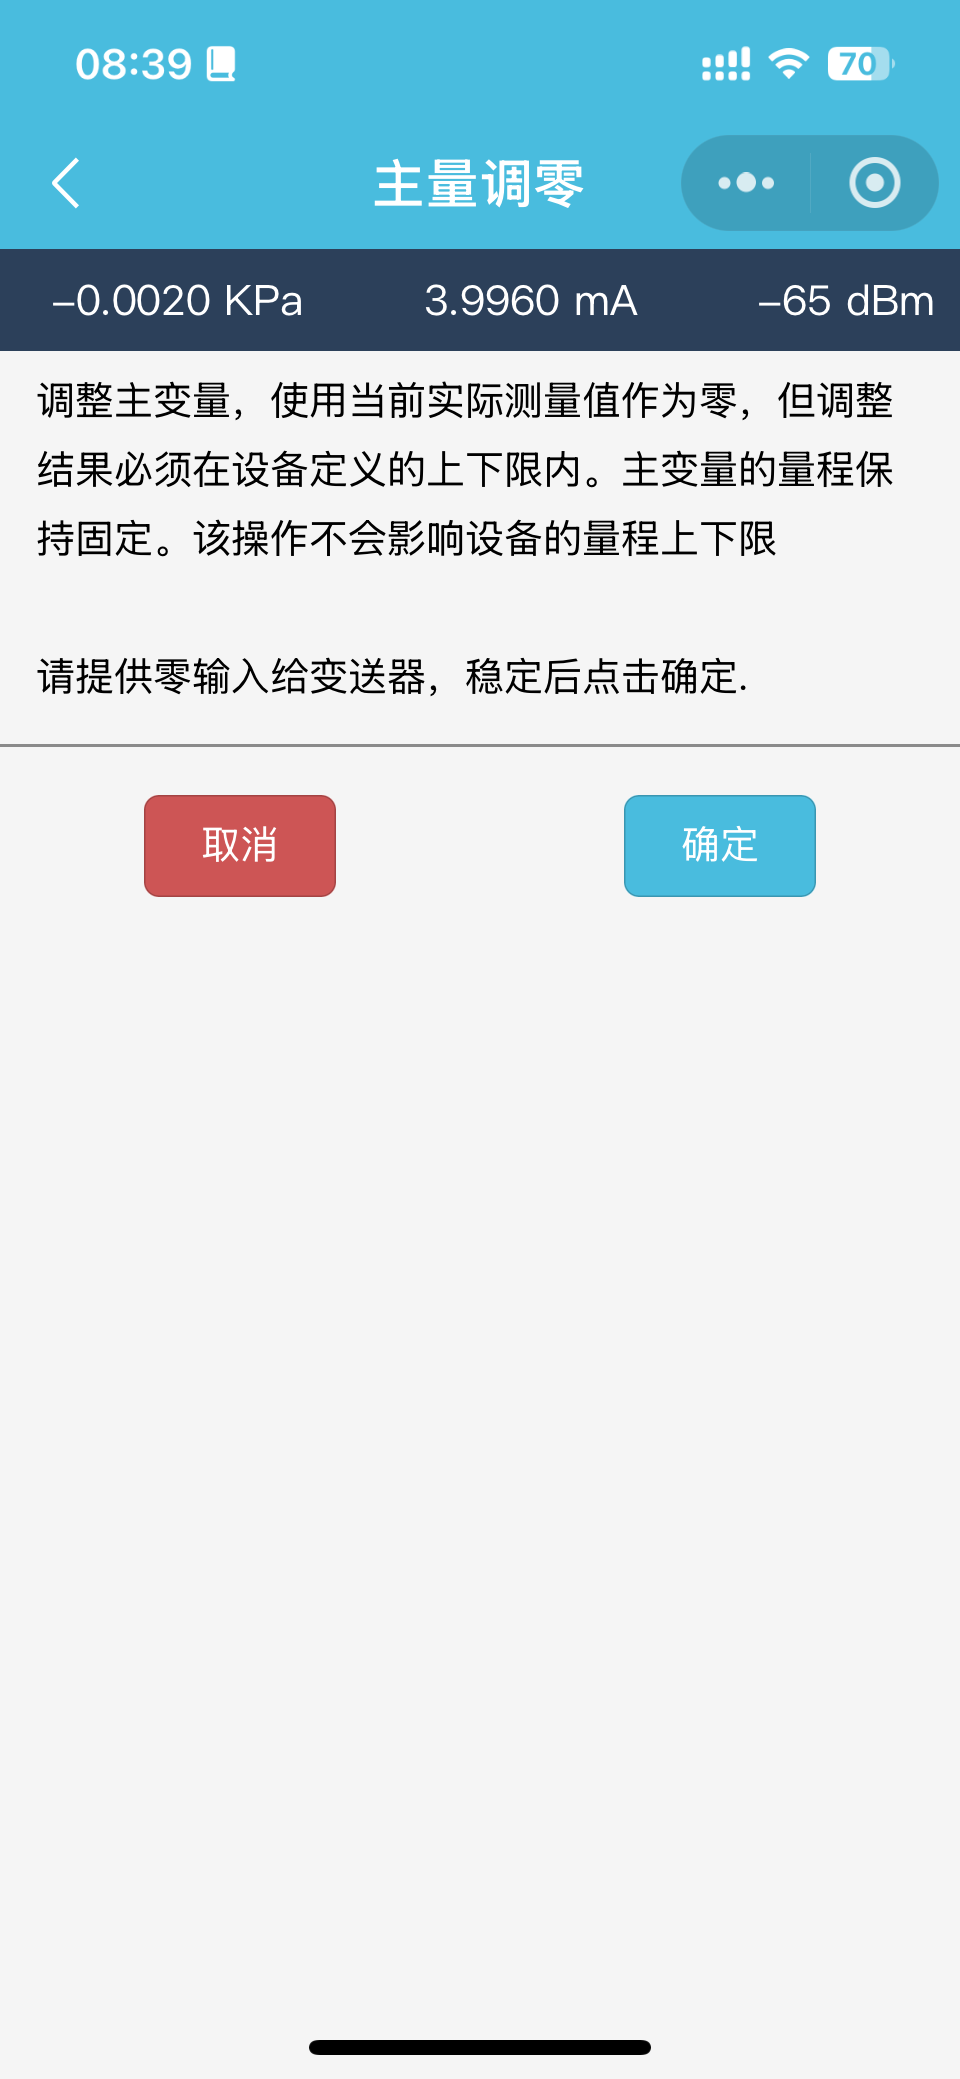 08:39
70
主量调零
-0.0020 KPa 3.9960 mA -65 dBm
调整主变量，使用当前实际测量值作为零，但调整
结果必须在设备定义的上下限内。主变量的量程保
持固定。该操作不会影响设备的量程上下限
请提供零输入给变送器，稳定后点击确定.
取消 确定